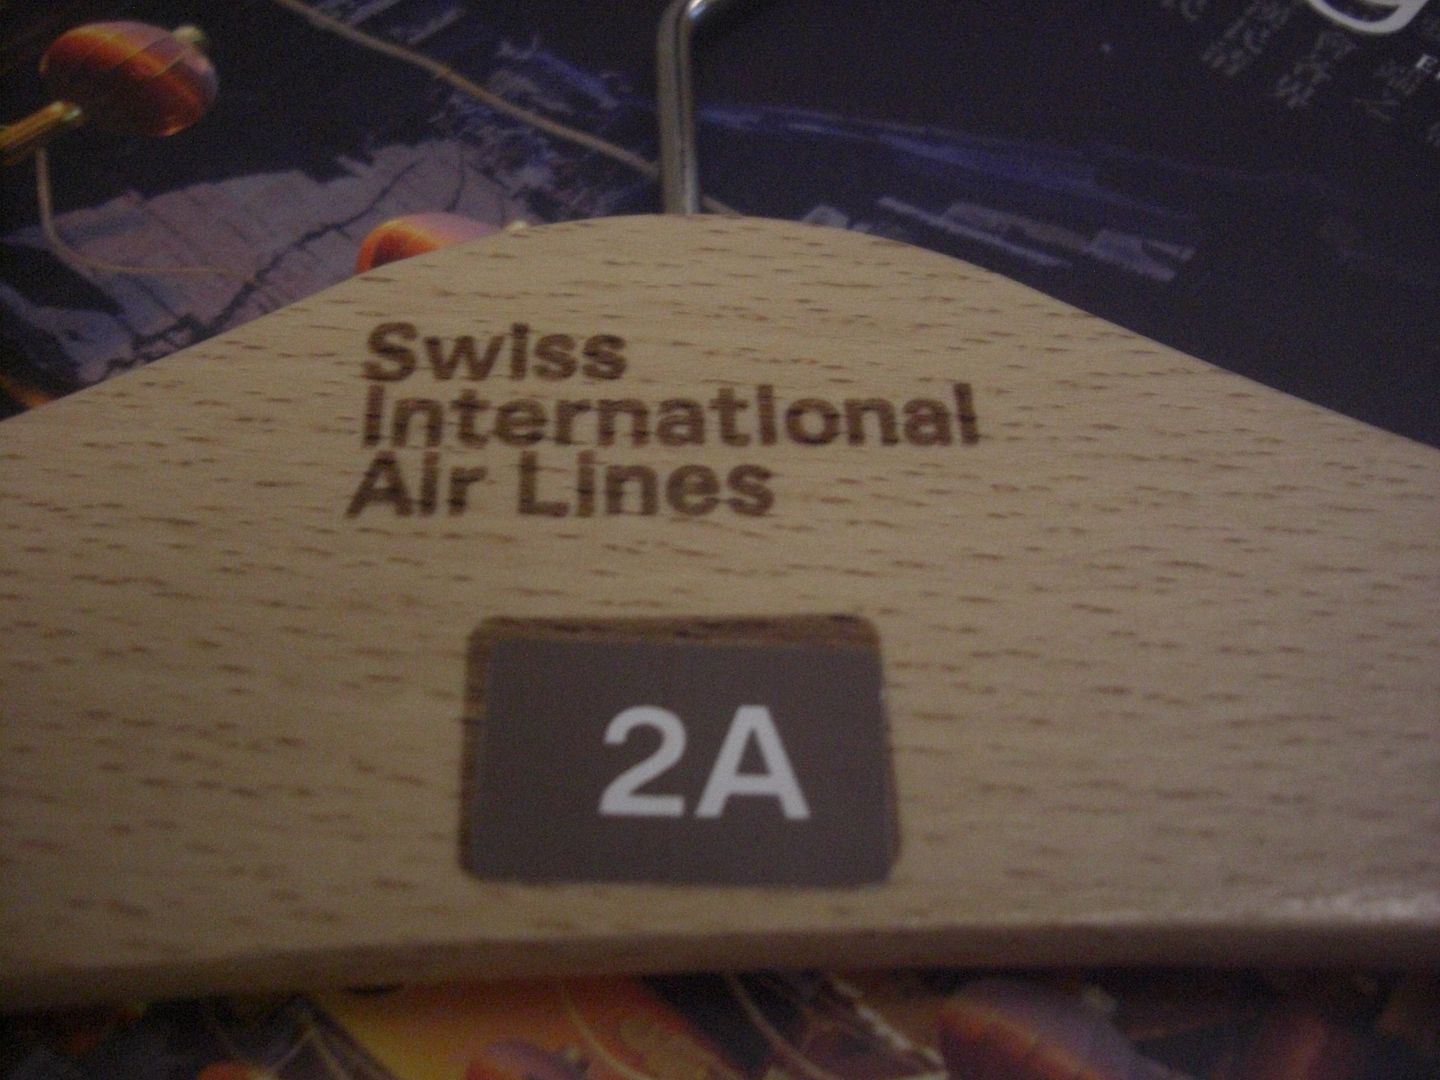 Swiss
International
Air Lines
2A